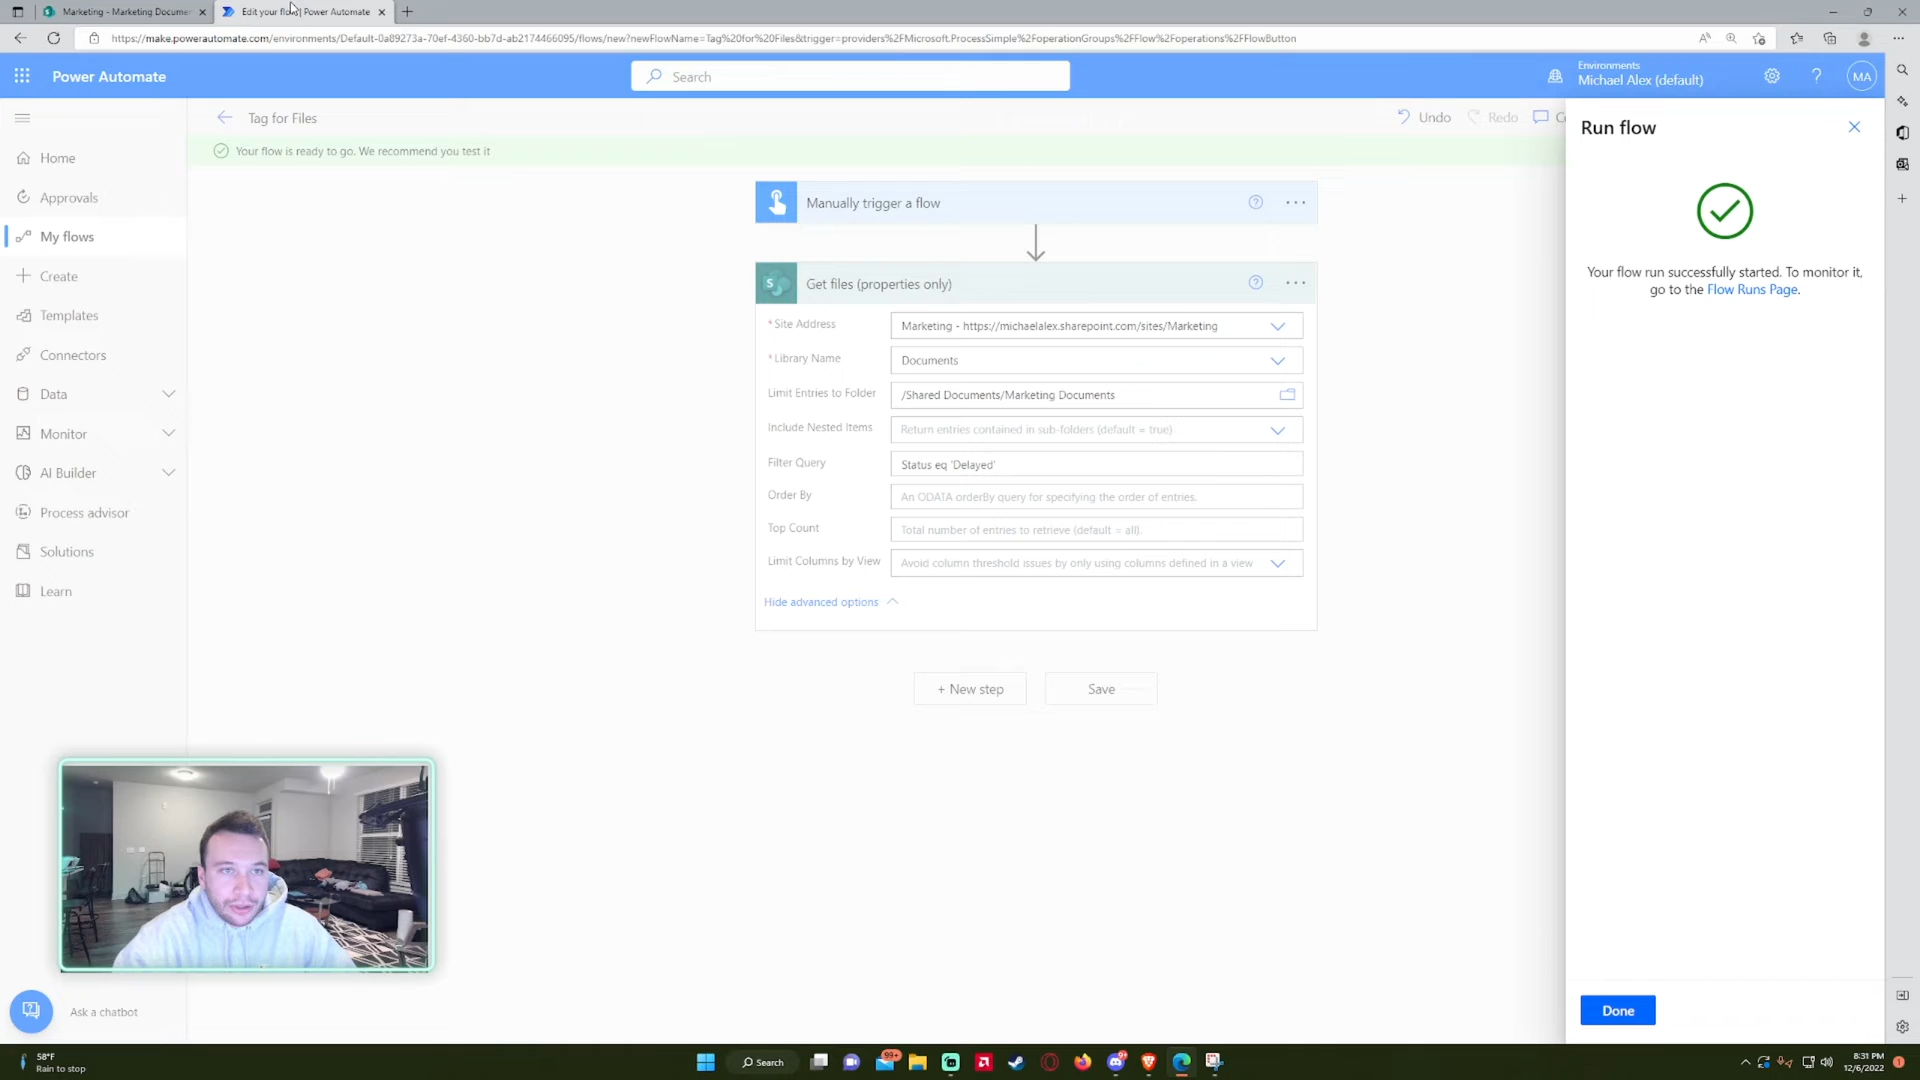 Marketing - Marketing Documen
Edit your flow | Power Automate
https://make.powerautomate.com/environments/Default-0a89273a-70ef-4360-bb7d-ab2174466095/flows/new?newFlowName=Tag%20for%20Files&trigger=providers%2FMicrosoft.ProcessSimple%2FoperationGroups%2FFlow%2Foperations%2FFlowButton
Power Automate
Search
Environments
Michael Alex (default)
MA
Tag for Files
Undo
Redo
Your flow is ready to go. We recommend you test it
Home
Approvals
My flows
Create
Templates
Connectors
Data
Monitor
AI Builder
Process advisor
Solutions
Learn
Ask a chatbot
Manually trigger a flow
S Get files (properties only)
* Site Address
Marketing - https://michaelalex.sharepoint.com/sites/Marketing
* Library Name
Documents
Limit Entries to Folder
/Shared Documents/Marketing Documents
Include Nested Items
Return entries contained in sub-folders (default = true)
Filter Query
Status eq 'Delayed'
Order By
An ODATA orderBy query for specifying the order of entries.
Top Count
Total number of entries to retrieve (default = all).
Limit Columns by View
Avoid column threshold issues by only using columns defined in a view
Hide advanced options
+ New step
Save
Run flow
Your flow run successfully started. To monitor it,
go to the Flow Runs Page.
Done
58°F
Rain to stop
Search
99+
8:31 PM
12/6/2022
1